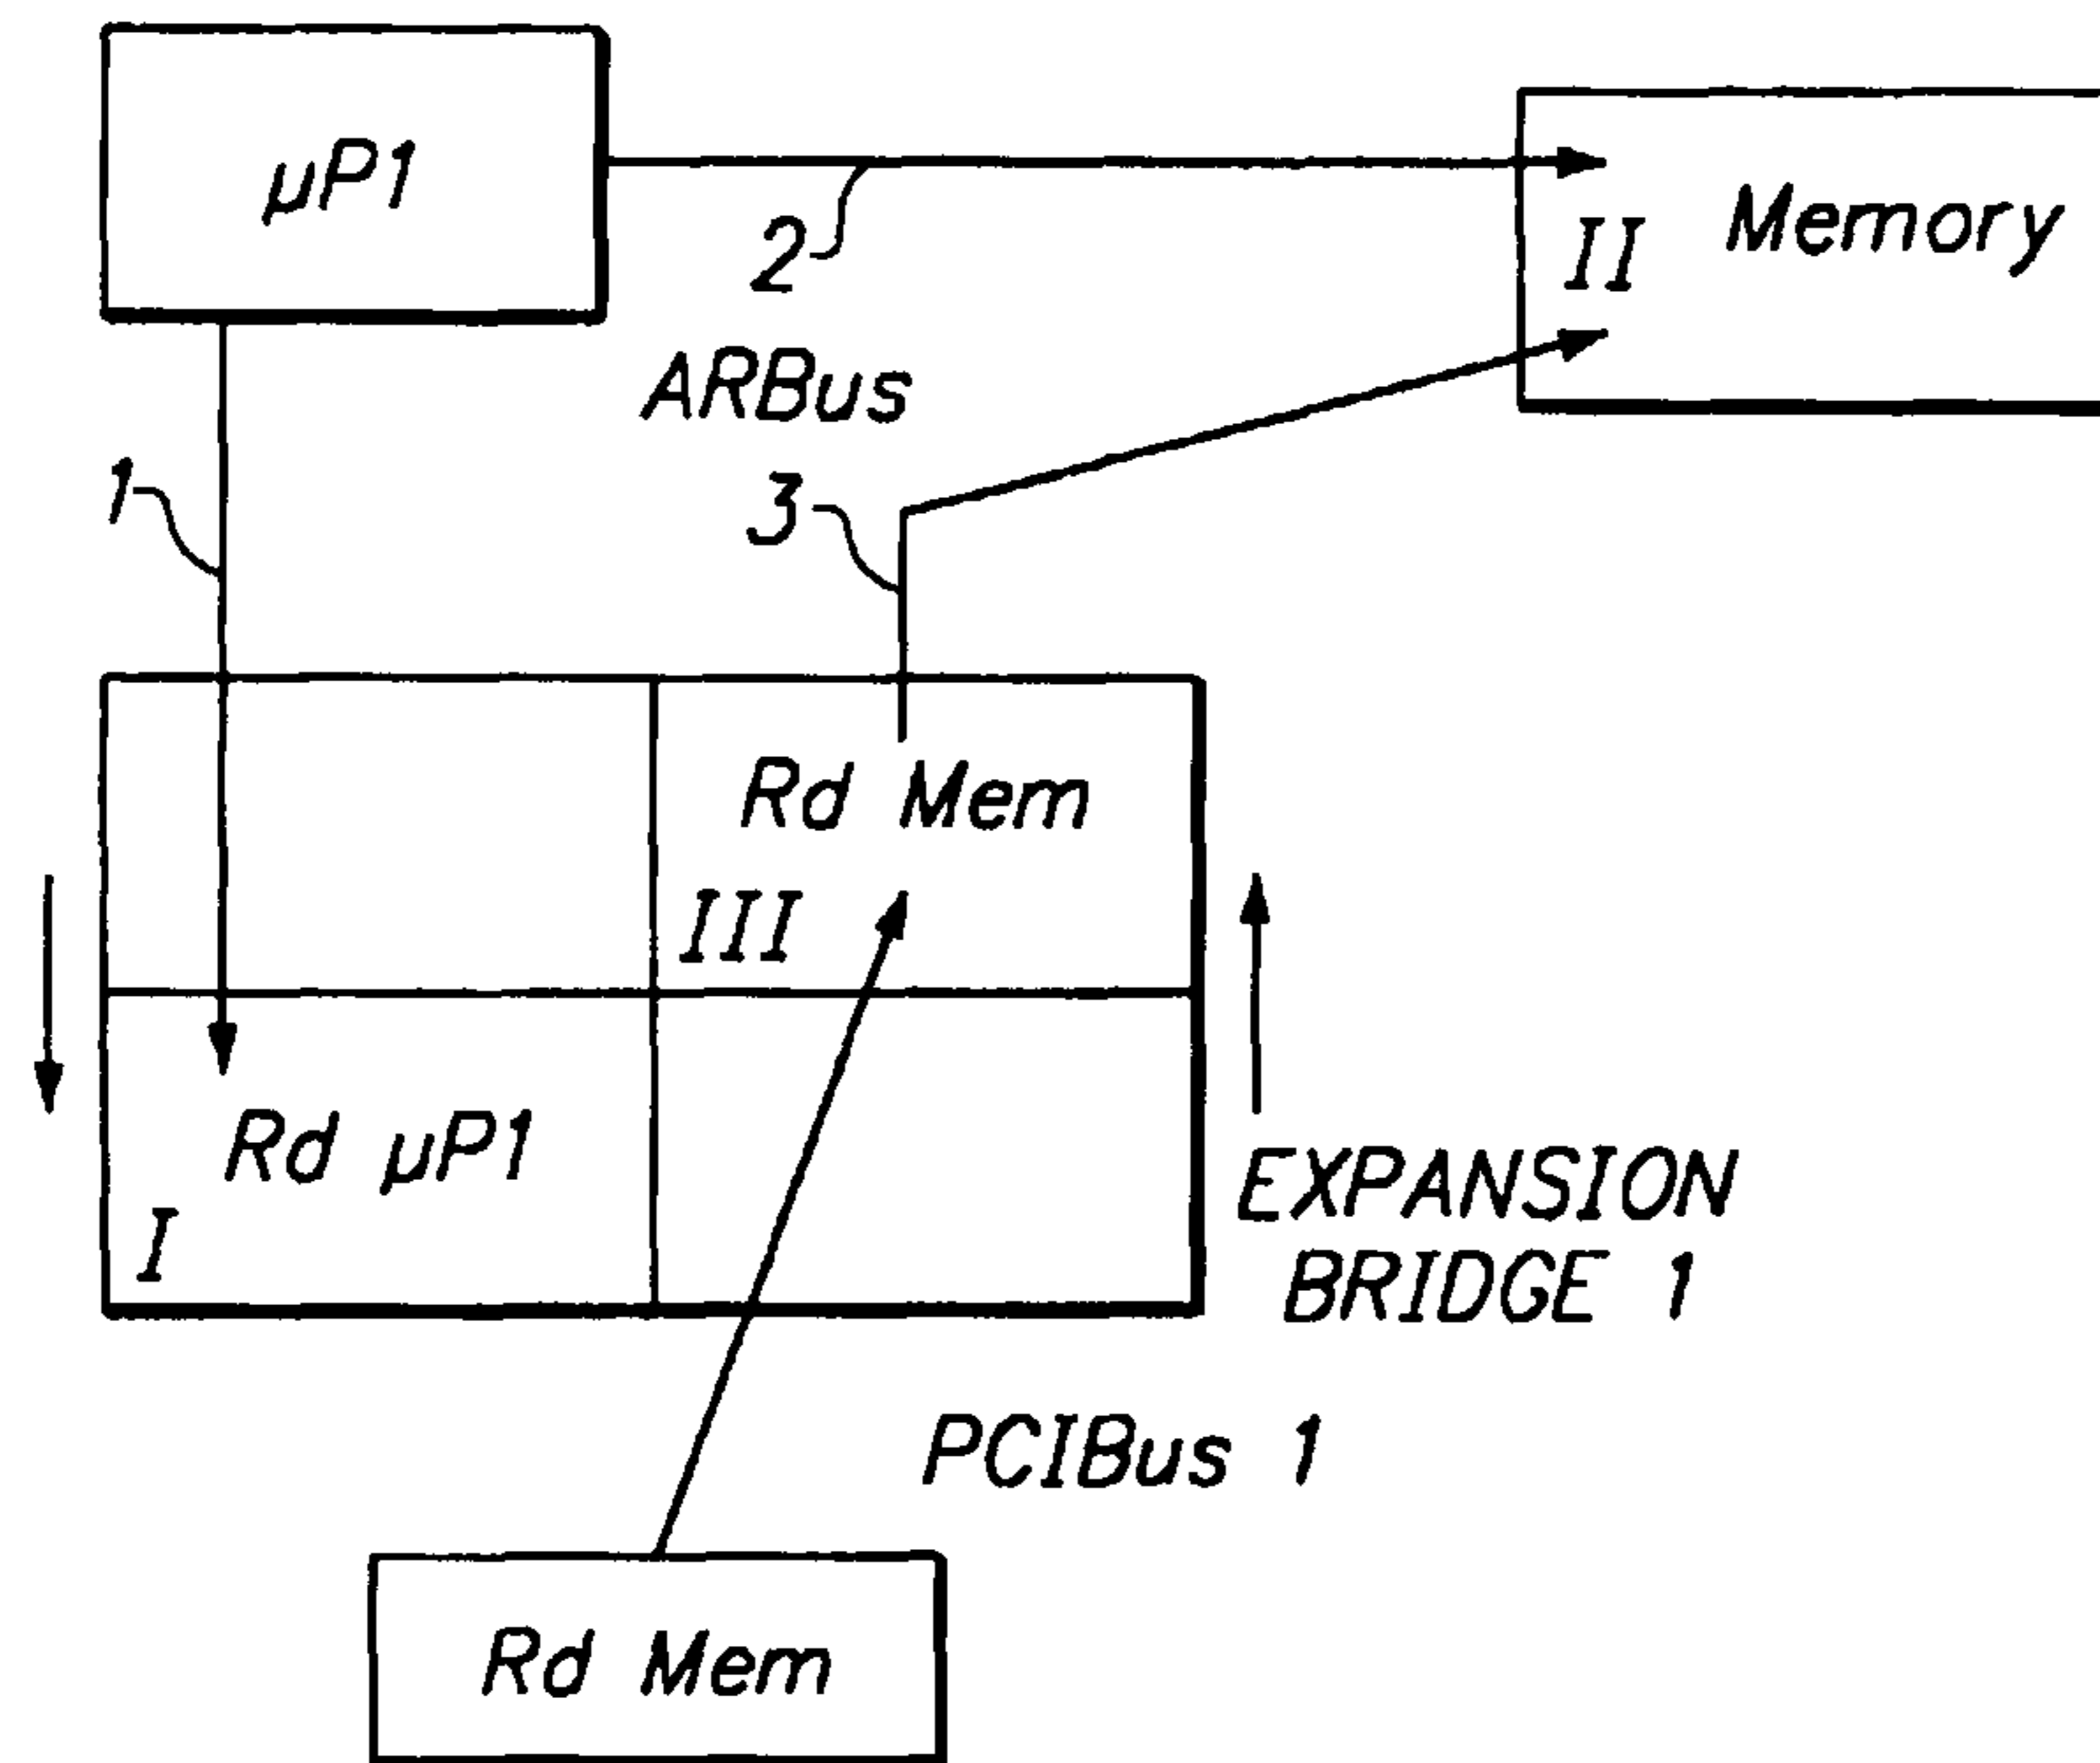 µP1
2
II Memory
ARBus
1
3
Rd Mem
III
Rd µP1
I
EXPANSION
BRIDGE 1
PCIBus 1
Rd Mem